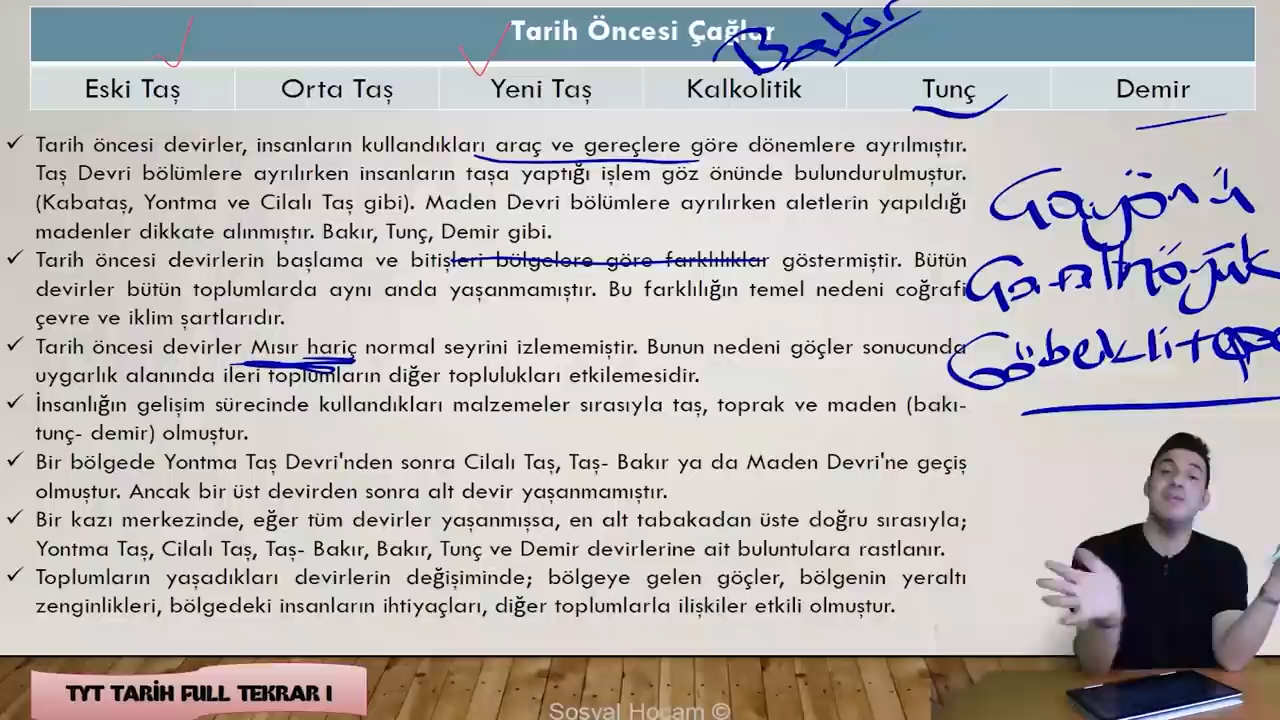 Tarih Öncesi Çağlar
Bakır
Eski Taş
Orta Taş
Yeni Taş
Kalkolitik
Tunç
Demir
✓ Tarih öncesi devirler, insanların kullandıkları araç ve gereçlere göre dönemlere ayrılmıştır.
Taş Devri bölümlere ayrılırken insanların taşa yaptığı işlem göz önünde bulundurulmuştur.
(Kabataş, Yontma ve Cilalı Taş gibi). Maden Devri bölümlere ayrılırken aletlerin yapıldığı
madenler dikkate alınmıştır. Bakır, Tunç, Demir gibi.
✓ Tarih öncesi devirlerin başlama ve bitişleri bölgelere göre farklılıklar göstermiştir. Bütün
devirler bütün toplumlarda aynı anda yaşanmamıştır. Bu farklılığın temel nedeni coğrafi
çevre ve iklim şartlarıdır.
✓ Tarih öncesi devirler Mısır hariç normal seyrini izlememiştir. Bunun nedeni göçler sonucunda
uygarlık alanında ileri toplumların diğer toplulukları etkilemesidir.
✓ İnsanlığın gelişim sürecinde kullandıkları malzemeler sırasıyla taş, toprak ve maden (bakı-
tunç- demir) olmuştur.
✓ Bir bölgede Yontma Taş Devri'nden sonra Cilalı Taş, Taş- Bakır ya da Maden Devri'ne geçiş
olmuştur. Ancak bir üst devirden sonra alt devir yaşanmamıştır.
✓ Bir kazı merkezinde, eğer tüm devirler yaşanmışsa, en alt tabakadan üste doğru sırasıyla;
Yontma Taş, Cilalı Taş, Taş- Bakır, Bakır, Tunç ve Demir devirlerine ait buluntulara rastlanır.
✓ Toplumların yaşadıkları devirlerin değişiminde; bölgeye gelen göçler, bölgenin yeraltı
zenginlikleri, bölgedeki insanların ihtiyaçları, diğer toplumlarla ilişkiler etkili olmuştur.
Çayönü
Çatalhöyük
Göbeklitepe
TYT TARİH FULL TEKRAR I
Sosyal Hocam ©